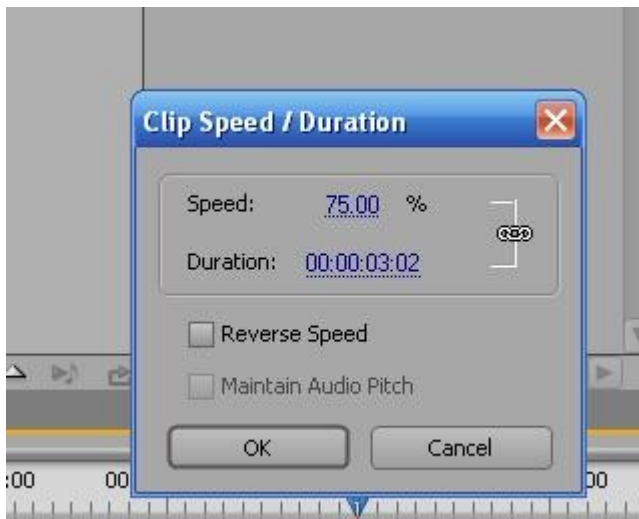 Clip Speed / Duration
Speed: 75.00 %
Duration: 00:00:03:02
Reverse Speed
Maintain Audio Pitch
OK Cancel
:00 00 00